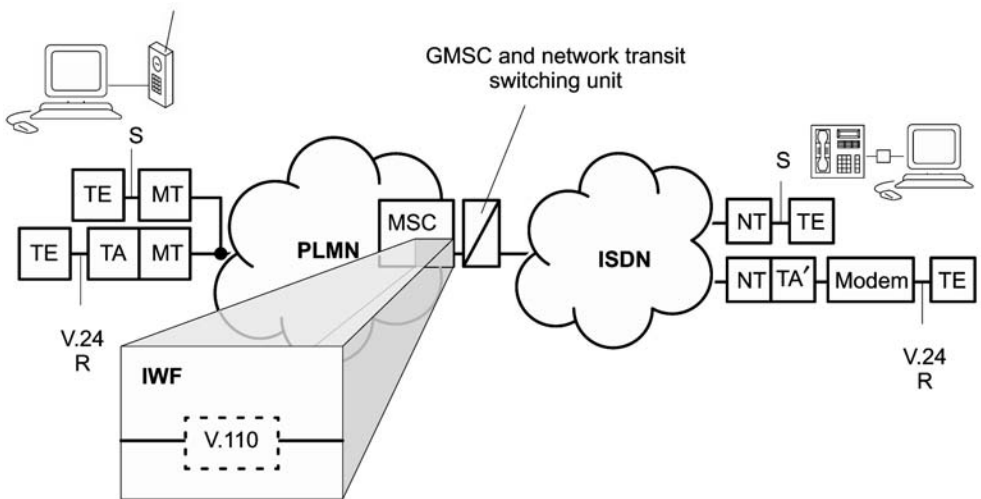 GMSC and network transit
switching unit
S
S
TE
MT
MSC
NT
TE
TE
TA
MT
PLMN
ISDN
NT
TA′
Modem
TE
V.24
R
V.24
R
IWF
V.110